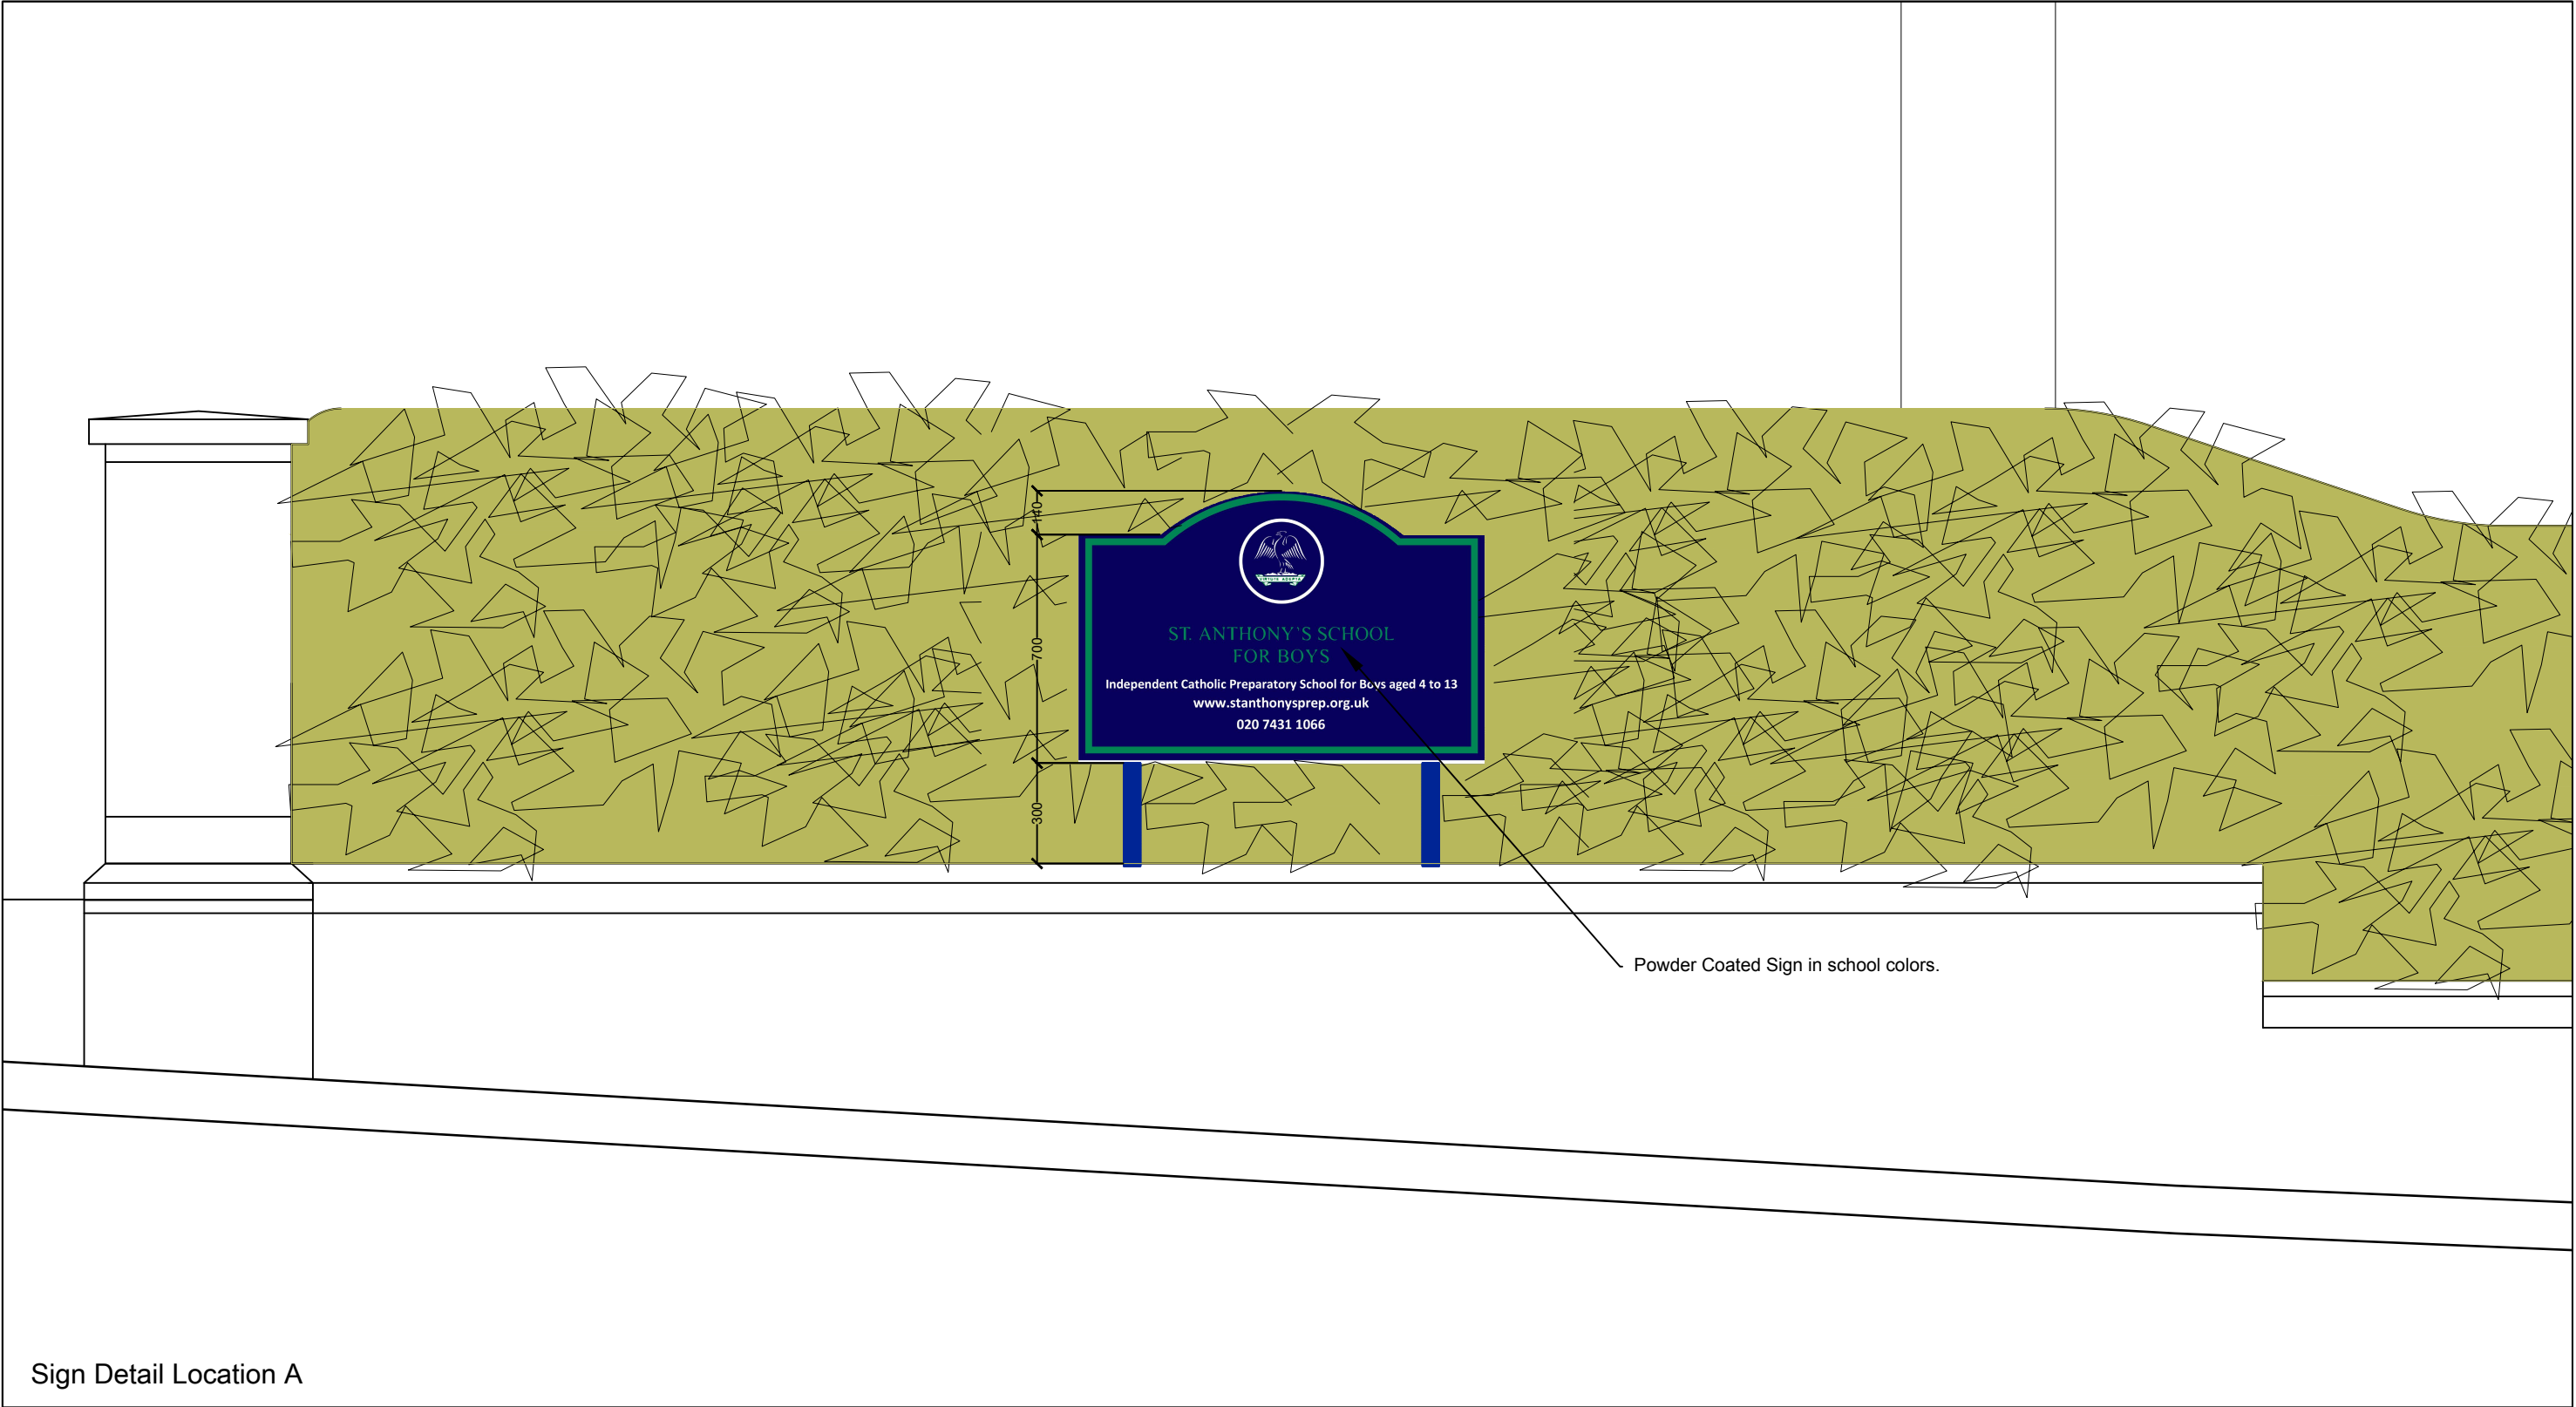 140
ST. ANTHONY'S SCHOOL
FOR BOYS
700
Independent Catholic Preparatory School for Boys aged 4 to 13
www.stanthonysprep.org.uk
020 7431 1066
300
Powder Coated Sign in school colors.
Sign Detail Location A